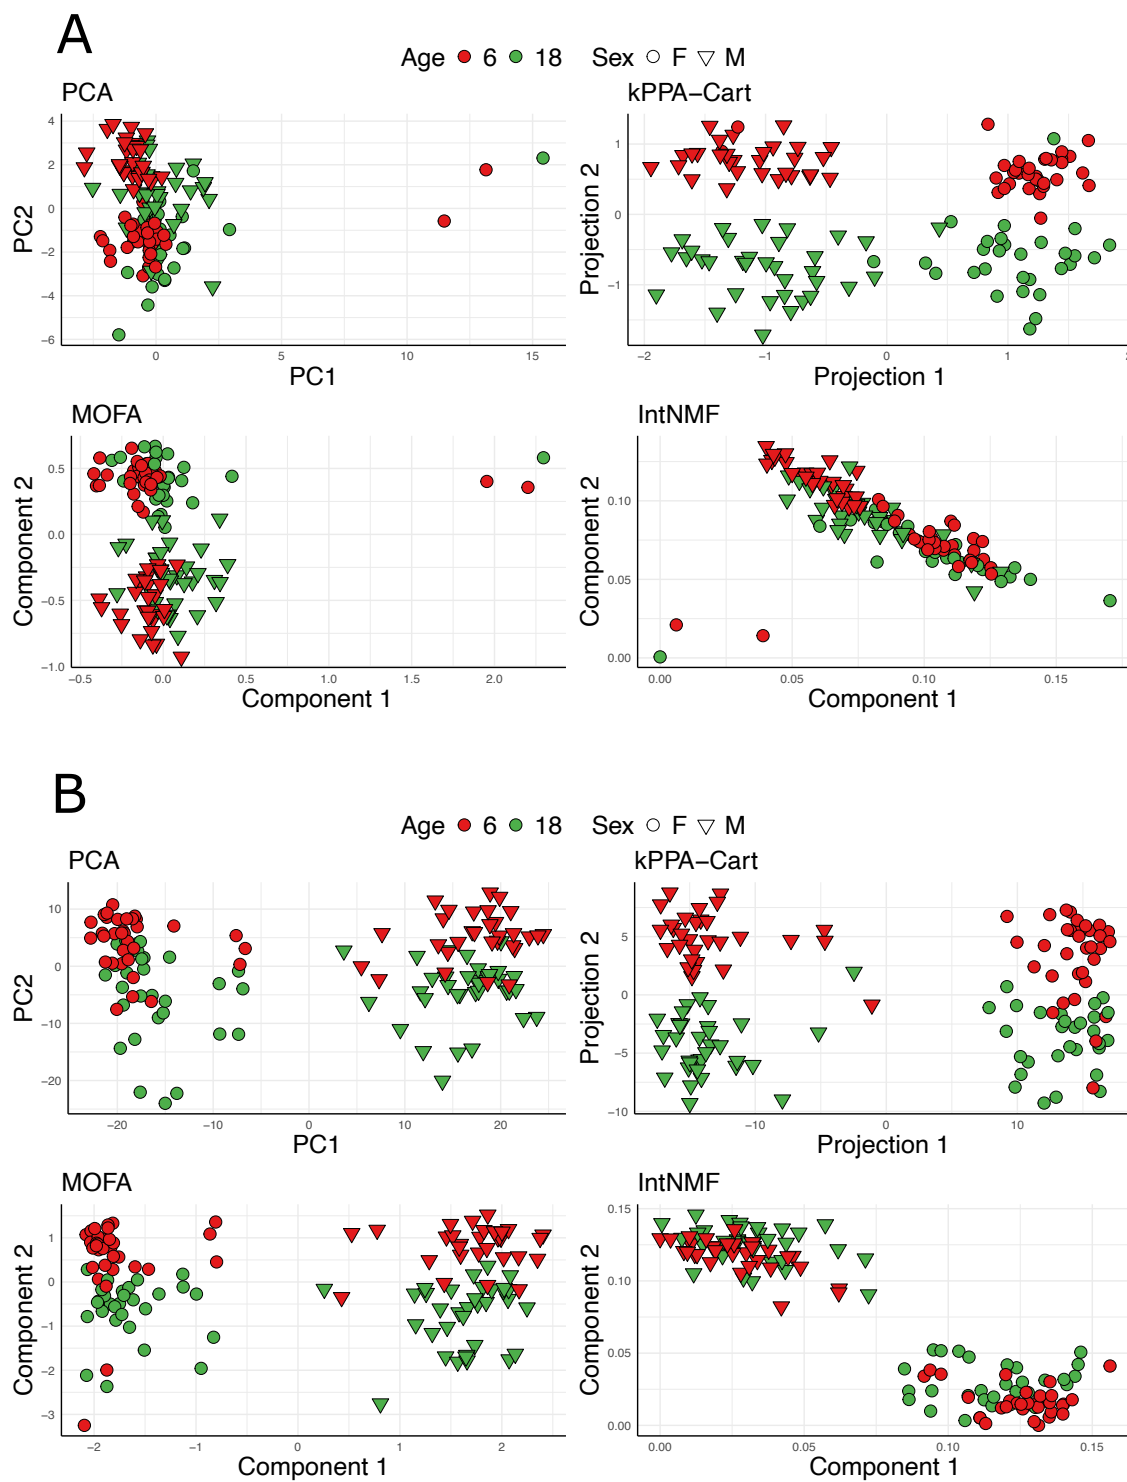 A
Age 6 18 Sex F M
PCA
kPPA−Cart
4
2
0
−2
−4
−6
PC2
0
5
10
15
PC1
1
0
−1
Projection 2
−2
−1
0
1
Projection 1
MOFA
IntNMF
0.5
0.0
−0.5
−1.0
Component 2
−0.5
0.0
0.5
1.0
1.5
2.0
Component 1
0.10
0.05
0.00
Component 2
0.00
0.05
0.10
0.15
Component 1
B
Age 6 18 Sex F M
PCA
kPPA−Cart
10
0
−10
−20
PC2
−20
−10
0
10
20
PC1
5
0
−5
−10
Projection 2
−10
0
10
Projection 1
MOFA
IntNMF
1
0
−1
−2
−3
Component 2
−2
−1
0
1
2
Component 1
0.15
0.10
0.05
0.00
Component 2
0.00
0.05
0.10
0.15
Component 1